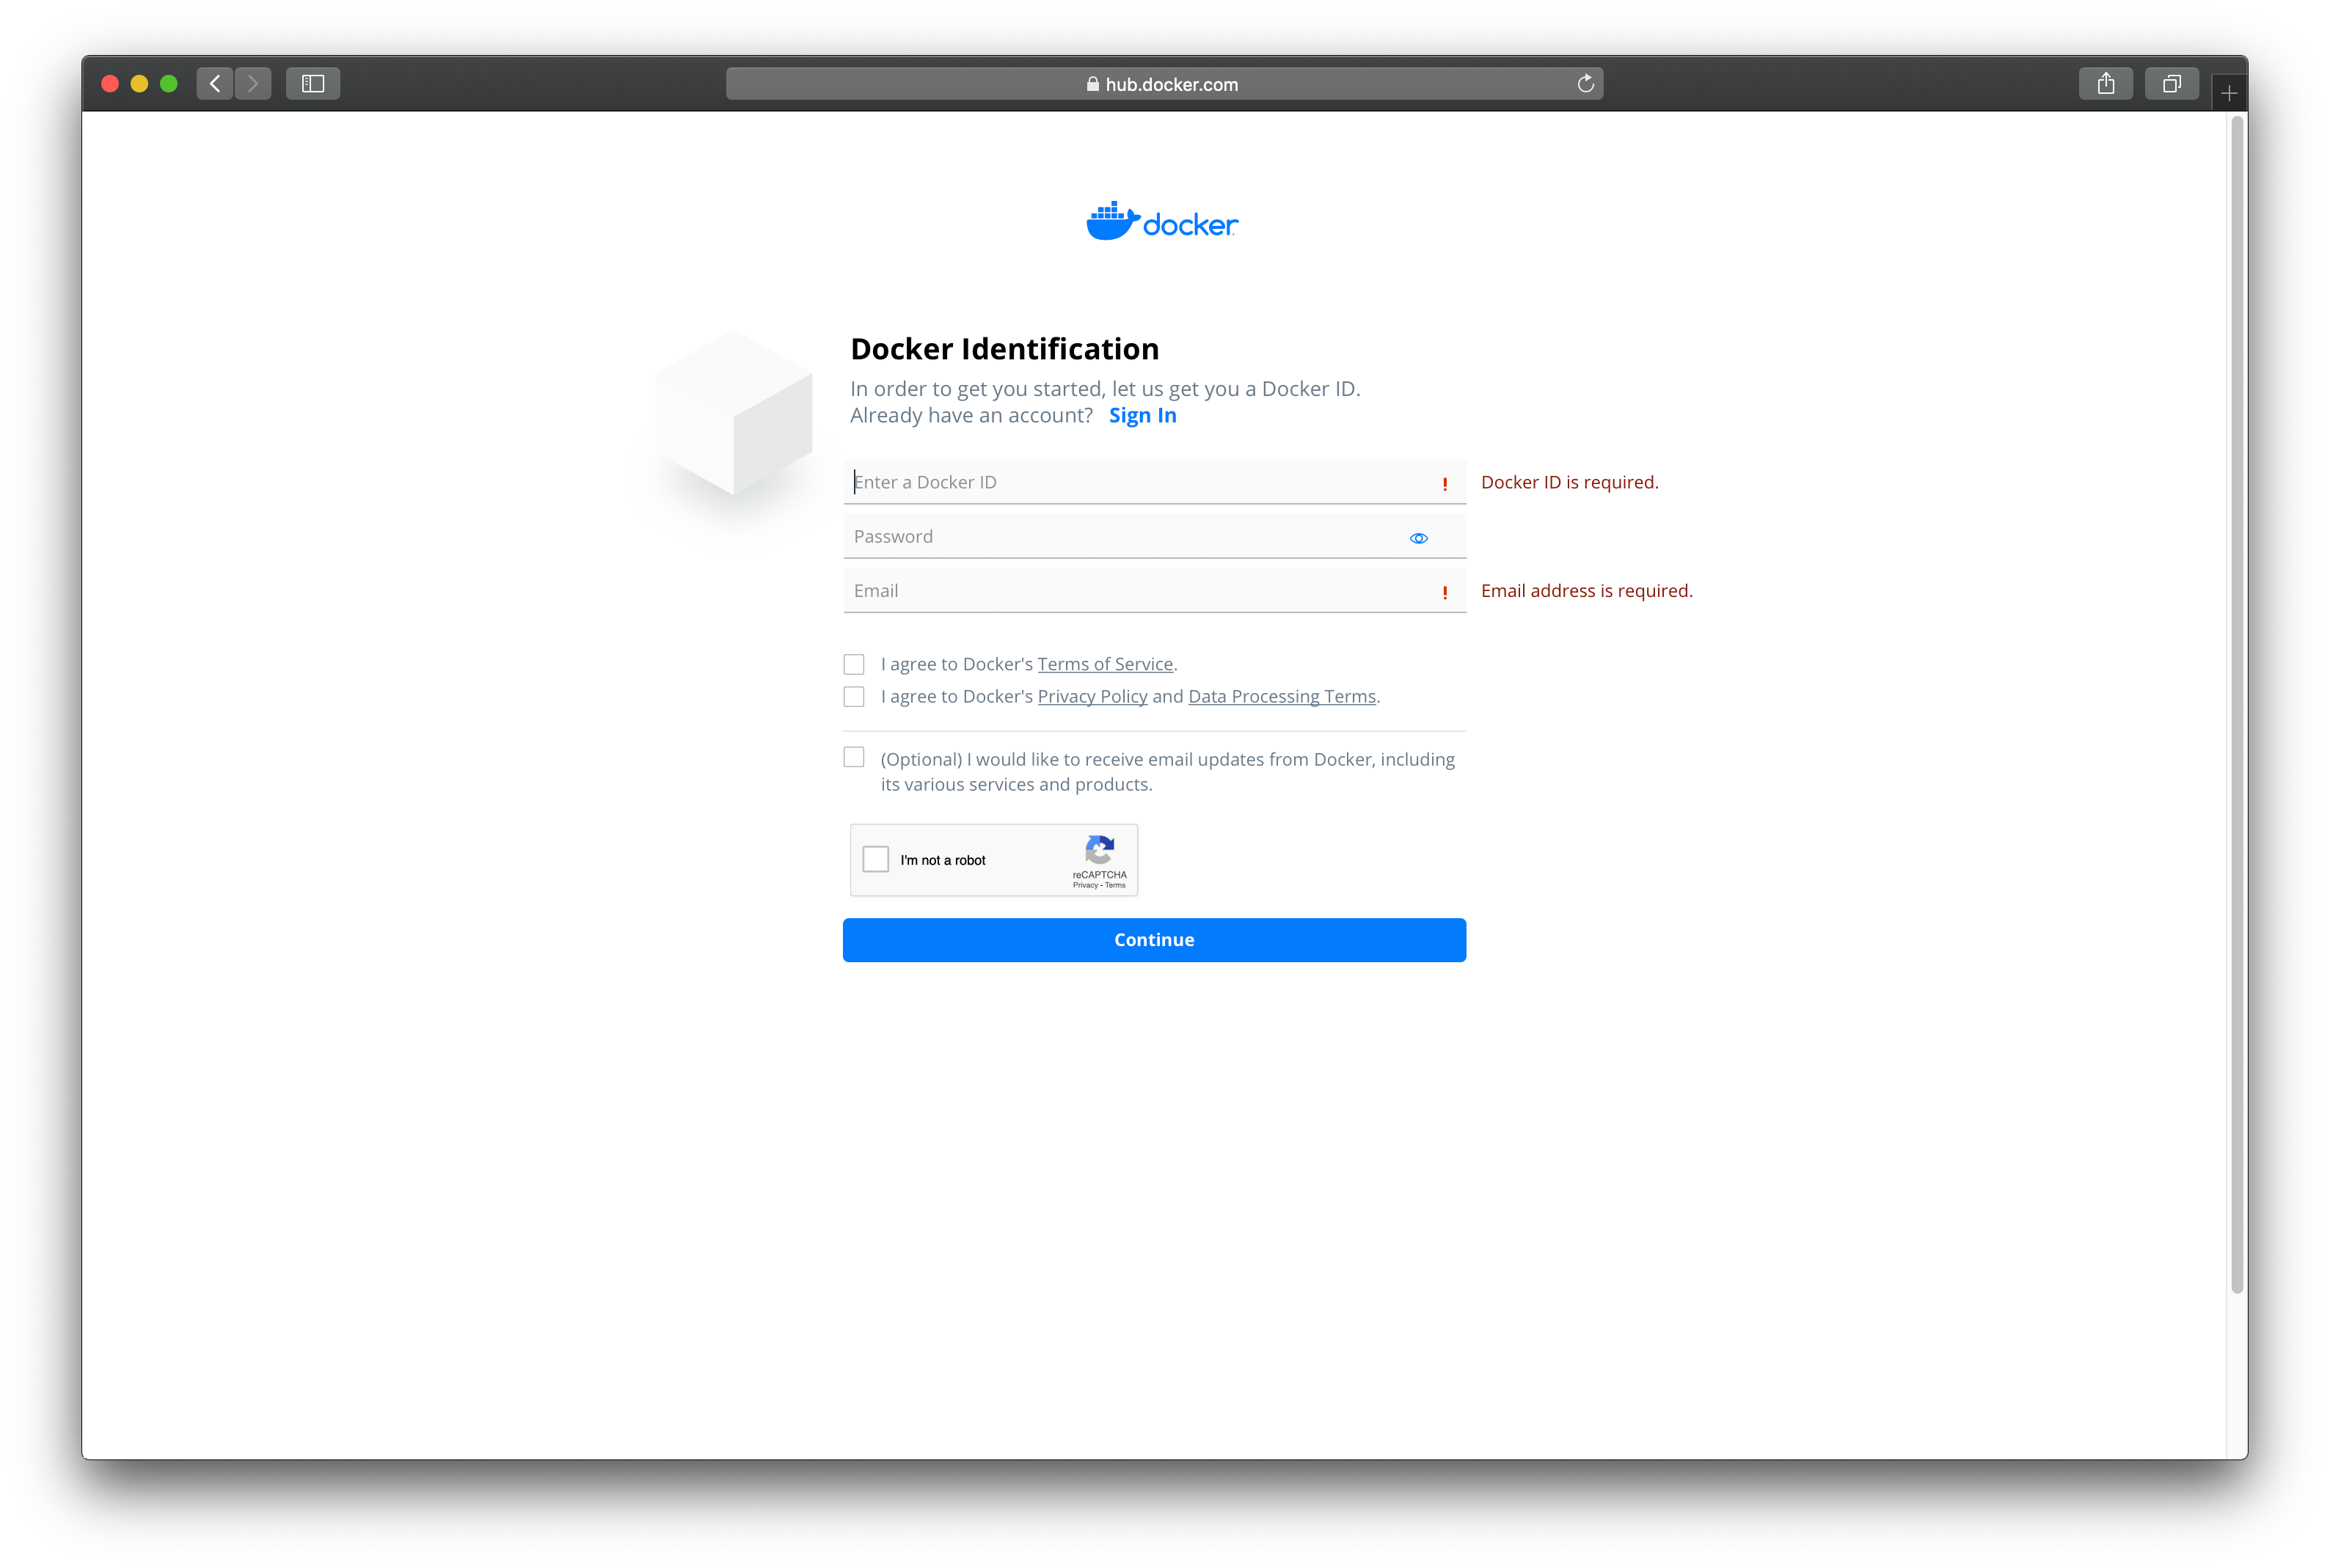 hub.docker.com
docker
Docker Identification
In order to get you started, let us get you a Docker ID.
Already have an account? Sign In
Enter a Docker ID ! Docker ID is required.
Password
Email ! Email address is required.
I agree to Docker's Terms of Service.
I agree to Docker's Privacy Policy and Data Processing Terms.
(Optional) I would like to receive email updates from Docker, including
its various services and products.
I'm not a robot
reCAPTCHA
Privacy - Terms
Continue